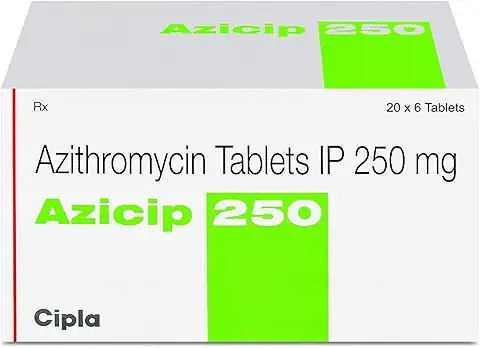 Azicip 250
Rx
20 x 6 Tablets
Azithromycin Tablets IP 250 mg
Azicip 250
Cipla